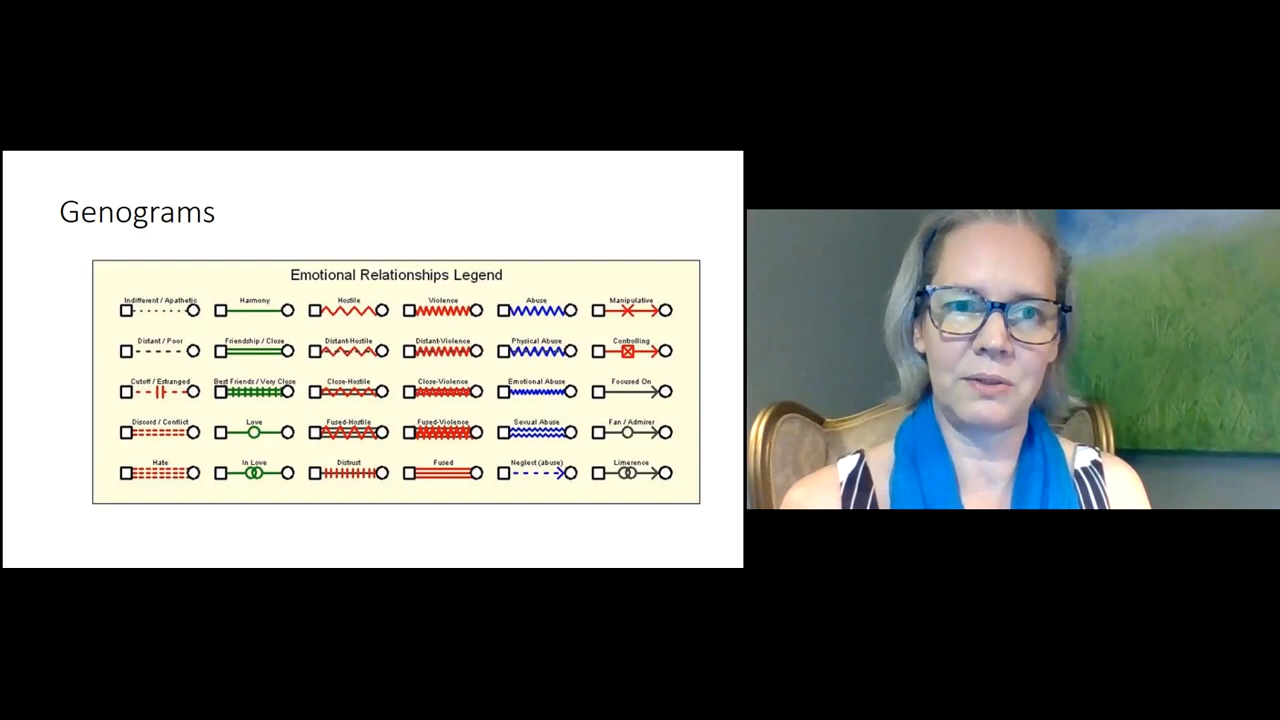 Genograms
Emotional Relationships Legend
Indifferent / Apathetic Harmony Hostile Violence Abuse Manipulative
Distant / Poor Friendship / Close Distant-Hostile Distant-Violence Physical Abuse Controlling
Cutoff / Estranged Best Friends / Very Close Close-Hostile Close-Violence Emotional Abuse Focused On
Discord / Conflict Love Fused-Hostile Fused-Violence Sexual Abuse Fan / Admirer
Hate In Love Distrust Fused Neglect (abuse) Limerence